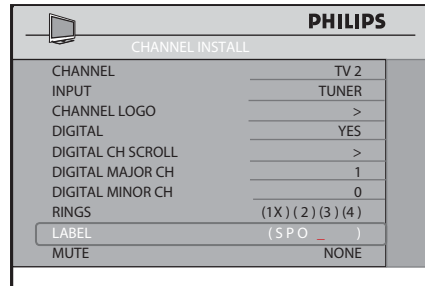 PHILIPS
CHANNEL INSTALL
CHANNEL TV 2
INPUT TUNER
CHANNEL LOGO >
DIGITAL YES
DIGITAL CH SCROLL >
DIGITAL MAJOR CH 1
DIGITAL MINOR CH 0
RINGS (1X ) ( 2 ) (3 ) (4 )
LABEL ( S P O _ )
MUTE NONE